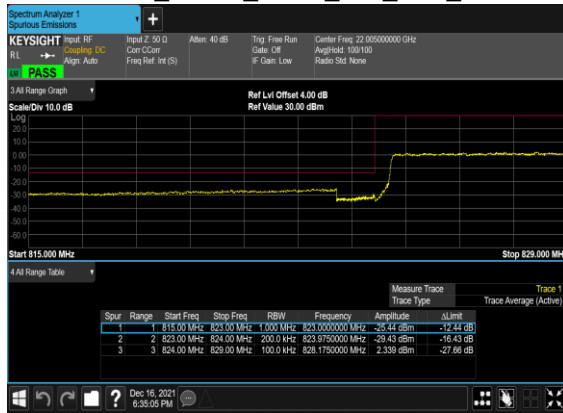 Spectrum Analyzer 1
Spurious Emissions
+
KEYSIGHT Input: RF Input Z: 50 Ω Atten: 40 dB Trig: Free Run Center Freq: 22.005000000 GHz
RL Coupling: DC Corr CCorr Gate: Off Avg|Hold: 100/100
Align: Auto Freq Ref: Int (S) IF Gain: Low Radio Std: None
PASS
3 All Range Graph
Ref Lvl Offset 4.00 dB
Scale/Div 10.0 dB Ref Value 30.00 dBm
Log
20.0
10.0
0.00
-10.0
-20.0
-30.0
-40.0
-50.0
-60.0
Start 815.000 MHz Stop 829.000 MH
4 All Range Table
Measure Trace Trace 1
Trace Type Trace Average (Active)
Spur Range Start Freq Stop Freq RBW Frequency Amplitude ΔLimit
1 1 815.00 MHz 823.00 MHz 1.000 MHz 823.0000000 MHz -25.44 dBm -12.44 dB
2 2 823.00 MHz 824.00 MHz 200.0 kHz 823.9750000 MHz -29.43 dBm -16.43 dB
3 3 824.00 MHz 829.00 MHz 100.0 kHz 828.1750000 MHz 2.339 dBm -27.66 dB
? Dec 16, 2021
6:35:05 PM